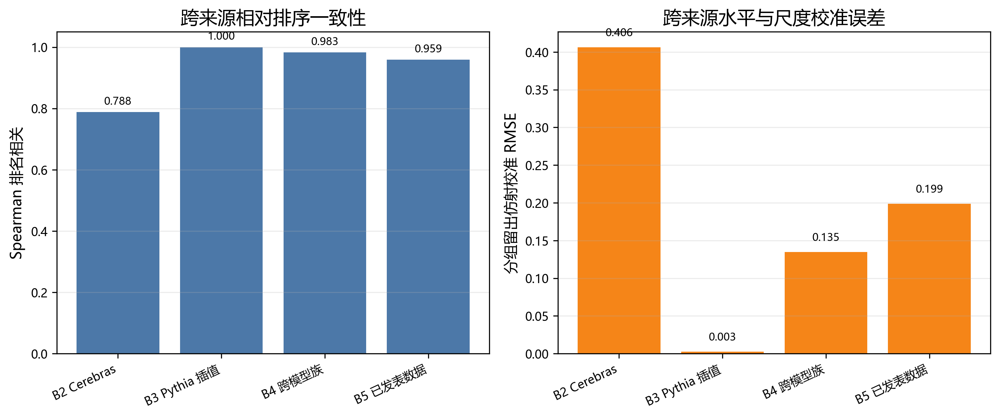 跨来源相对排序一致性
Spearman 排名相关
1.0
0.8
0.6
0.4
0.2
0.0
0.788
1.000
0.983
0.959
B2 Cerebras
B3 Pythia 插值
B4 跨模型族
B5 已发表数据
跨来源水平与尺度校准误差
分组留出仿射校准 RMSE
0.40
0.35
0.30
0.25
0.20
0.15
0.10
0.05
0.00
0.406
0.003
0.135
0.199
B2 Cerebras
B3 Pythia 插值
B4 跨模型族
B5 已发表数据